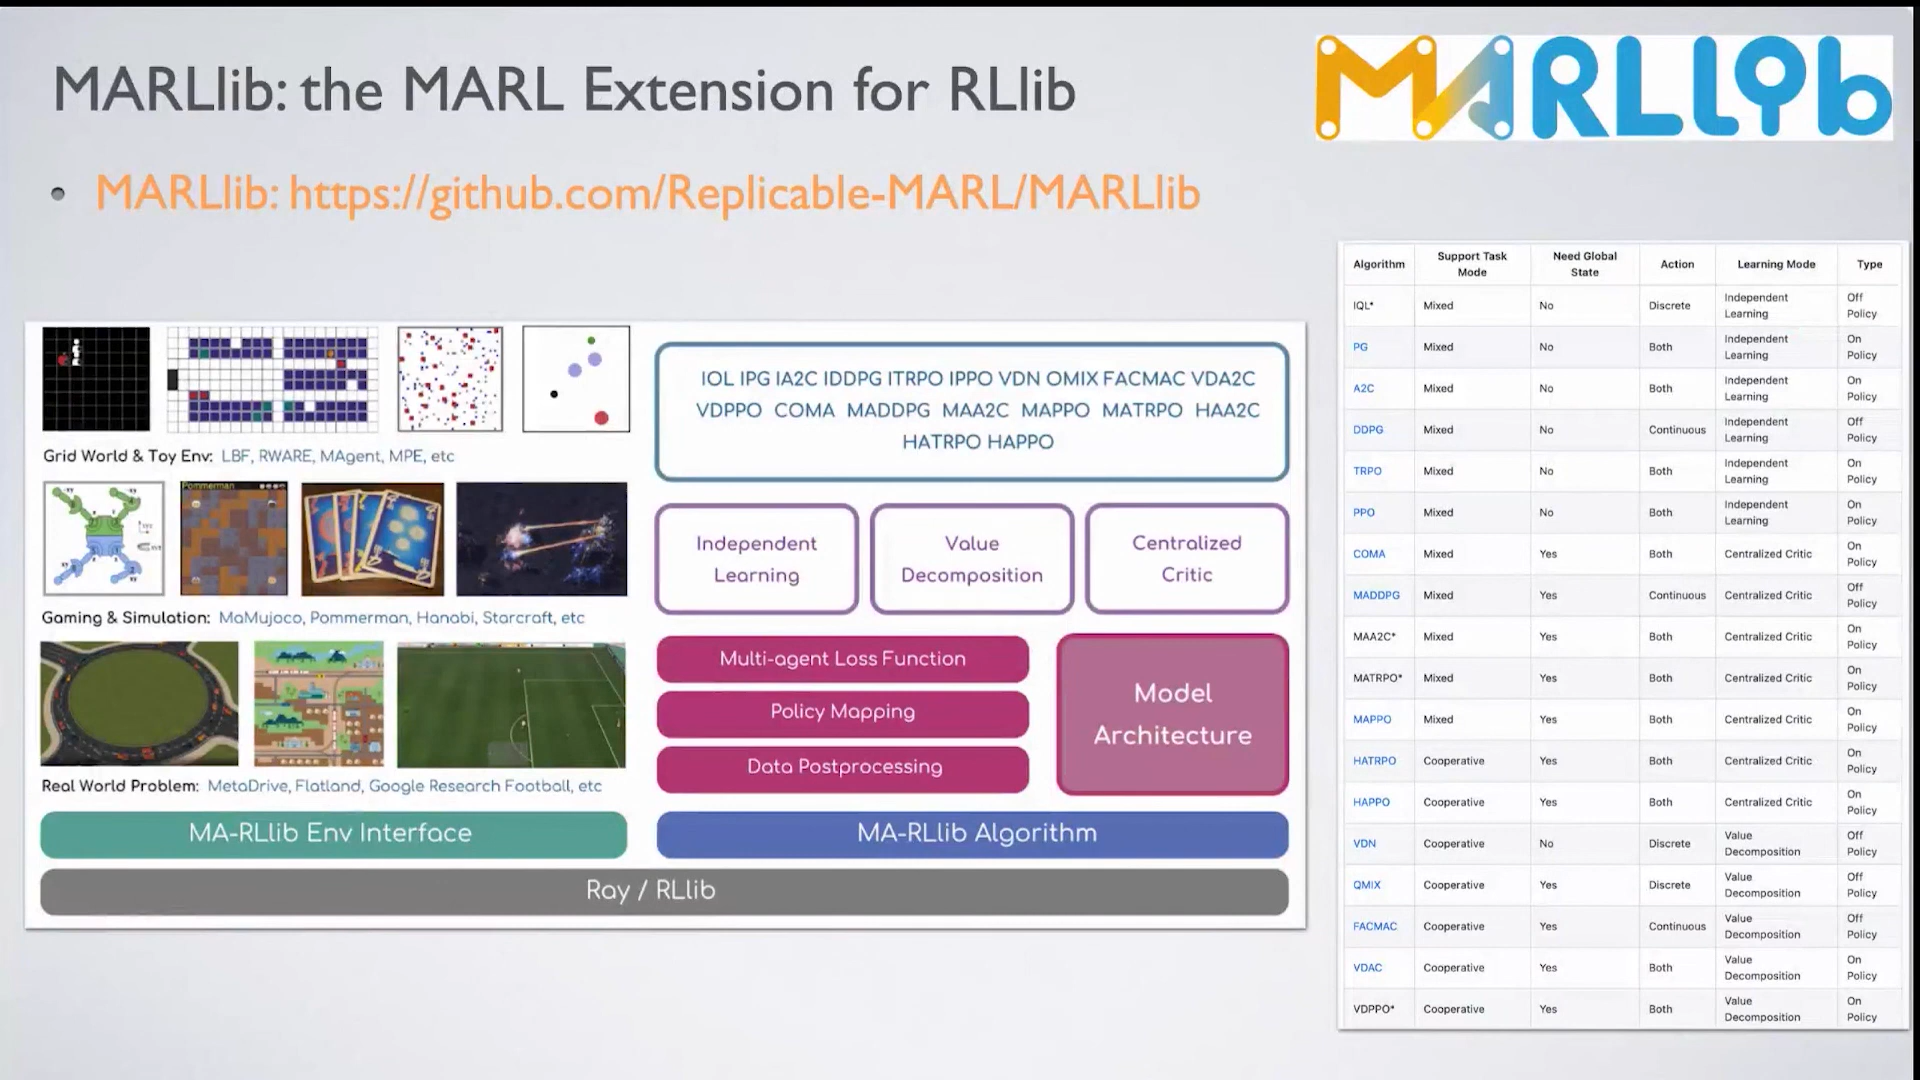 MARLlib: the MARL Extension for RLlib
MARLlib
• MARLlib: https://github.com/Replicable-MARL/MARLlib
Grid World & Toy Env: LBF, RWARE, MAgent, MPE, etc
Pommerman
Gaming & Simulation: MaMujoco, Pommerman, Hanabi, Starcraft, etc
Real World Problem: MetaDrive, Flatland, Google Research Football, etc
MA-RLlib Env Interface
IQL IPG IA2C IDDPG ITRPO IPPO VDN QMIX FACMAC VDA2C
VDPPO COMA MADDPG MAA2C MAPPO MATRPO HAA2C
HATRPO HAPPO
Independent
Learning
Value
Decomposition
Centralized
Critic
Multi-agent Loss Function
Policy Mapping
Data Postprocessing
Model
Architecture
MA-RLlib Algorithm
Ray / RLlib
Algorithm Support Task Mode Need Global State Action Learning Mode Type
IQL* Mixed No Discrete Independent Learning Off Policy
PG Mixed No Both Independent Learning On Policy
A2C Mixed No Both Independent Learning On Policy
DDPG Mixed No Continuous Independent Learning Off Policy
TRPO Mixed No Both Independent Learning On Policy
PPO Mixed No Both Independent Learning On Policy
COMA Mixed Yes Both Centralized Critic On Policy
MADDPG Mixed Yes Continuous Centralized Critic Off Policy
MAA2C* Mixed Yes Both Centralized Critic On Policy
MATRPO* Mixed Yes Both Centralized Critic On Policy
MAPPO Mixed Yes Both Centralized Critic On Policy
HATRPO Cooperative Yes Both Centralized Critic On Policy
HAPPO Cooperative Yes Both Centralized Critic On Policy
VDN Cooperative No Discrete Value Decomposition Off Policy
QMIX Cooperative Yes Discrete Value Decomposition Off Policy
FACMAC Cooperative Yes Continuous Value Decomposition Off Policy
VDAC Cooperative Yes Both Value Decomposition On Policy
VDPPO* Cooperative Yes Both Value Decomposition On Policy